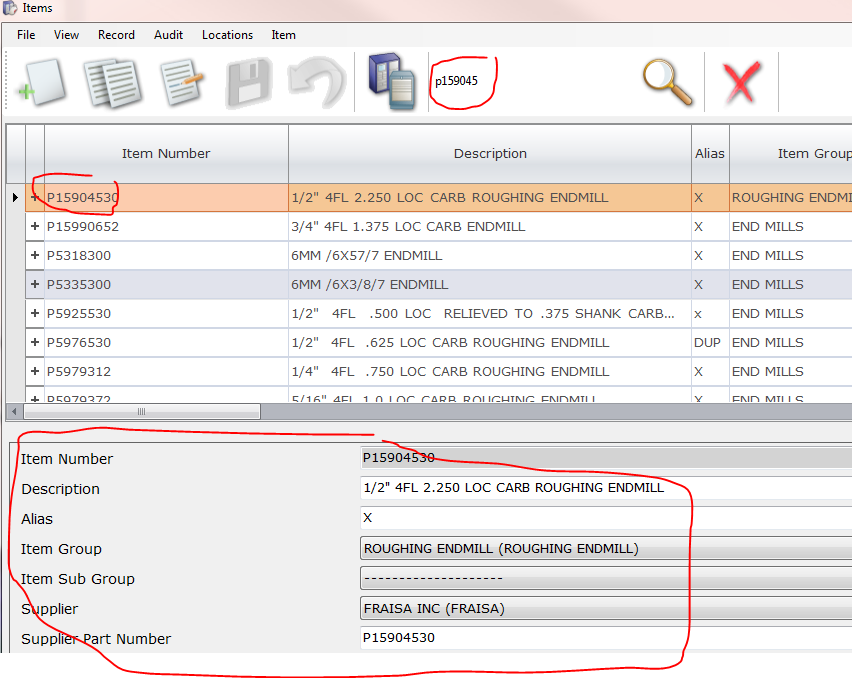 Items
File View Record Audit Locations Item
p159045
Item Number Description Alias Item Group
+ P15904530 1/2" 4FL 2.250 LOC CARB ROUGHING ENDMILL X ROUGHING ENDMI
+ P15990652 3/4" 4FL 1.375 LOC CARB ENDMILL X END MILLS
+ P5318300 6MM /6X57/7 ENDMILL X END MILLS
+ P5335300 6MM /6X3/8/7 ENDMILL X END MILLS
+ P5925530 1/2" 4FL .500 LOC RELIEVED TO .375 SHANK CARB... x END MILLS
+ P5976530 1/2" 4FL .625 LOC CARB ROUGHING ENDMILL DUP END MILLS
+ P5979312 1/4" 4FL .750 LOC CARB ROUGHING ENDMILL X END MILLS
+ P5979372 5/16" 4FL 1.0 LOC CARB ROUGHING ENDMILL X END MILLS
Item Number P15904530
Description 1/2" 4FL 2.250 LOC CARB ROUGHING ENDMILL
Alias X
Item Group ROUGHING ENDMILL (ROUGHING ENDMILL)
Item Sub Group --------------------
Supplier FRAISA INC (FRAISA)
Supplier Part Number P15904530